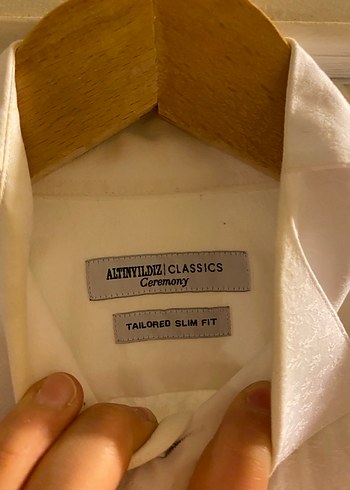 ALTINYILDIZ|CLASSICS
Ceremony
TAILORED SLIM FIT